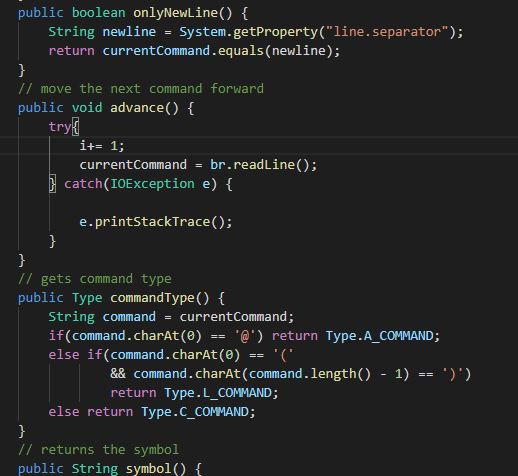 public boolean onlyNewLine() {
    String newline = System.getProperty("line.separator");
    return currentCommand.equals(newline);
}
// move the next command forward
public void advance() {
    try{
        i+= 1;
        currentCommand = br.readLine();
    } catch(IOException e) {

        e.printStackTrace();
    }
}
// gets command type
public Type commandType() {
    String command = currentCommand;
    if(command.charAt(0) == '@') return Type.A_COMMAND;
    else if(command.charAt(0) == '('
            && command.charAt(command.length() - 1) == ')')
            return Type.L_COMMAND;
    else return Type.C_COMMAND;
}
// returns the symbol
public String symbol() {